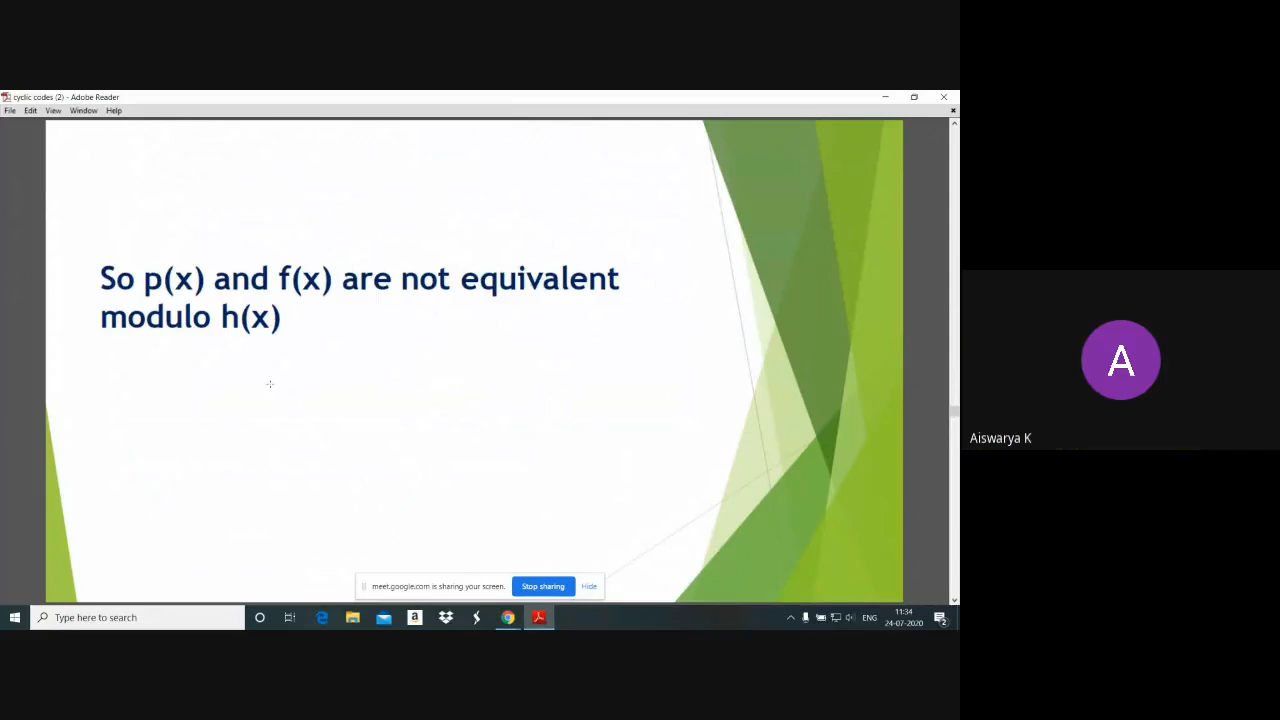 cyclic codes (2) - Adobe Reader
File Edit View Window Help
So p(x) and f(x) are not equivalent
modulo h(x)
A
Aiswarya K
meet.google.com is sharing your screen. Stop sharing Hide
Type here to search
a
ENG
11:34
24-07-2020
2